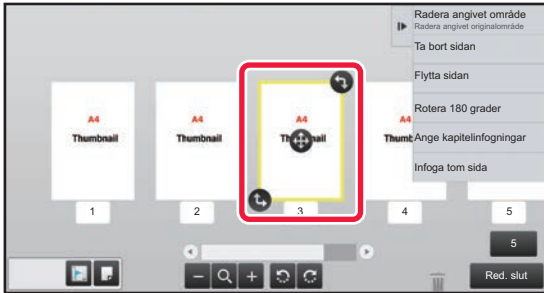 Radera angivet område
Radera angivet originalområde
Ta bort sidan
Flytta sidan
Rotera 180 grader
Ange kapitelinfogningar
Infoga tom sida
A4
Thumbnail
A4
Thumbnail
A4
Thumbnail
A4
Thumb
1
2
3
4
5
5
Red. slut